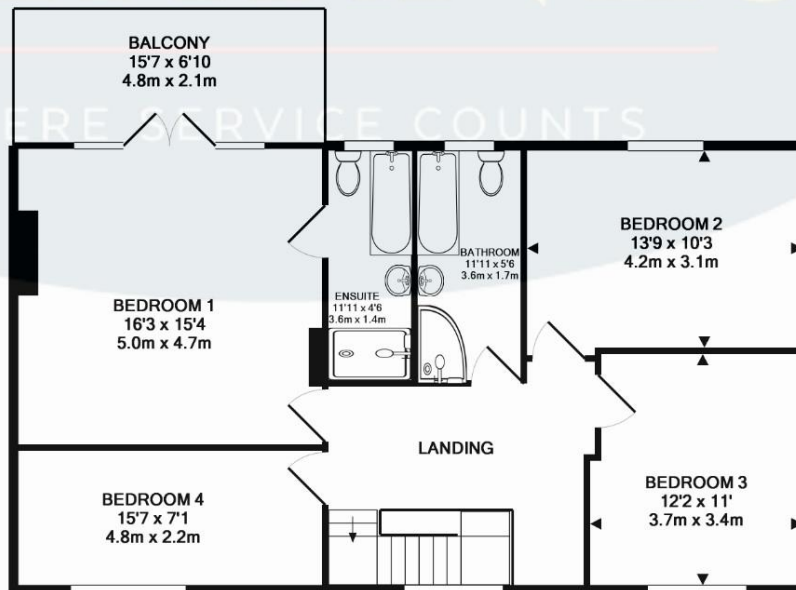 BALCONY
15'7 x 6'10
4.8m x 2.1m
ERE SERVICE COUNTS
BEDROOM 1
16'3 x 15'4
5.0m x 4.7m
ENSUITE
11'11 x 4'6
3.6m x 1.4m
BATHROOM
11'11 x 5'6
3.6m x 1.7m
BEDROOM 2
13'9 x 10'3
4.2m x 3.1m
LANDING
BEDROOM 4
15'7 x 7'1
4.8m x 2.2m
BEDROOM 3
12'2 x 11'
3.7m x 3.4m